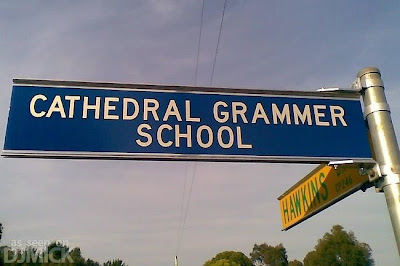 CATHEDRAL GRAMMER
SCHOOL
HAWKINS
as seen on
DJMICK